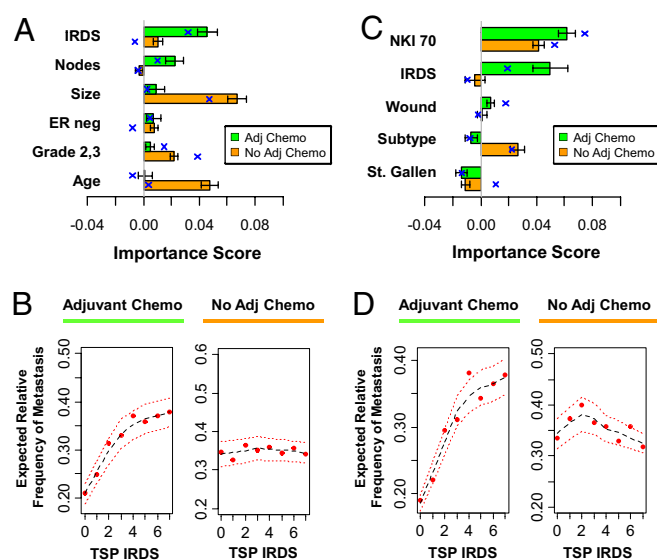 A
IRDS
Nodes
Size
ER neg
Grade 2,3
Age
Adj Chemo
No Adj Chemo
-0.04 0.00 0.04 0.08
Importance Score
C
NKI 70
IRDS
Wound
Subtype
St. Gallen
Adj Chemo
No Adj Chemo
-0.04 0.00 0.04 0.08
Importance Score
B
Adjuvant Chemo
No Adj Chemo
Expected Relative
Frequency of Metastasis
0.20 0.30 0.40 0.50
0 2 4 6
TSP IRDS
0.2 0.3 0.4 0.5 0.6
0 2 4 6
TSP IRDS
D
Adjuvant Chemo
No Adj Chemo
Expected Relative
Frequency of Metastasis
0.20 0.30 0.40
0 2 4 6
TSP IRDS
0.20 0.30 0.40 0.50
0 2 4 6
TSP IRDS